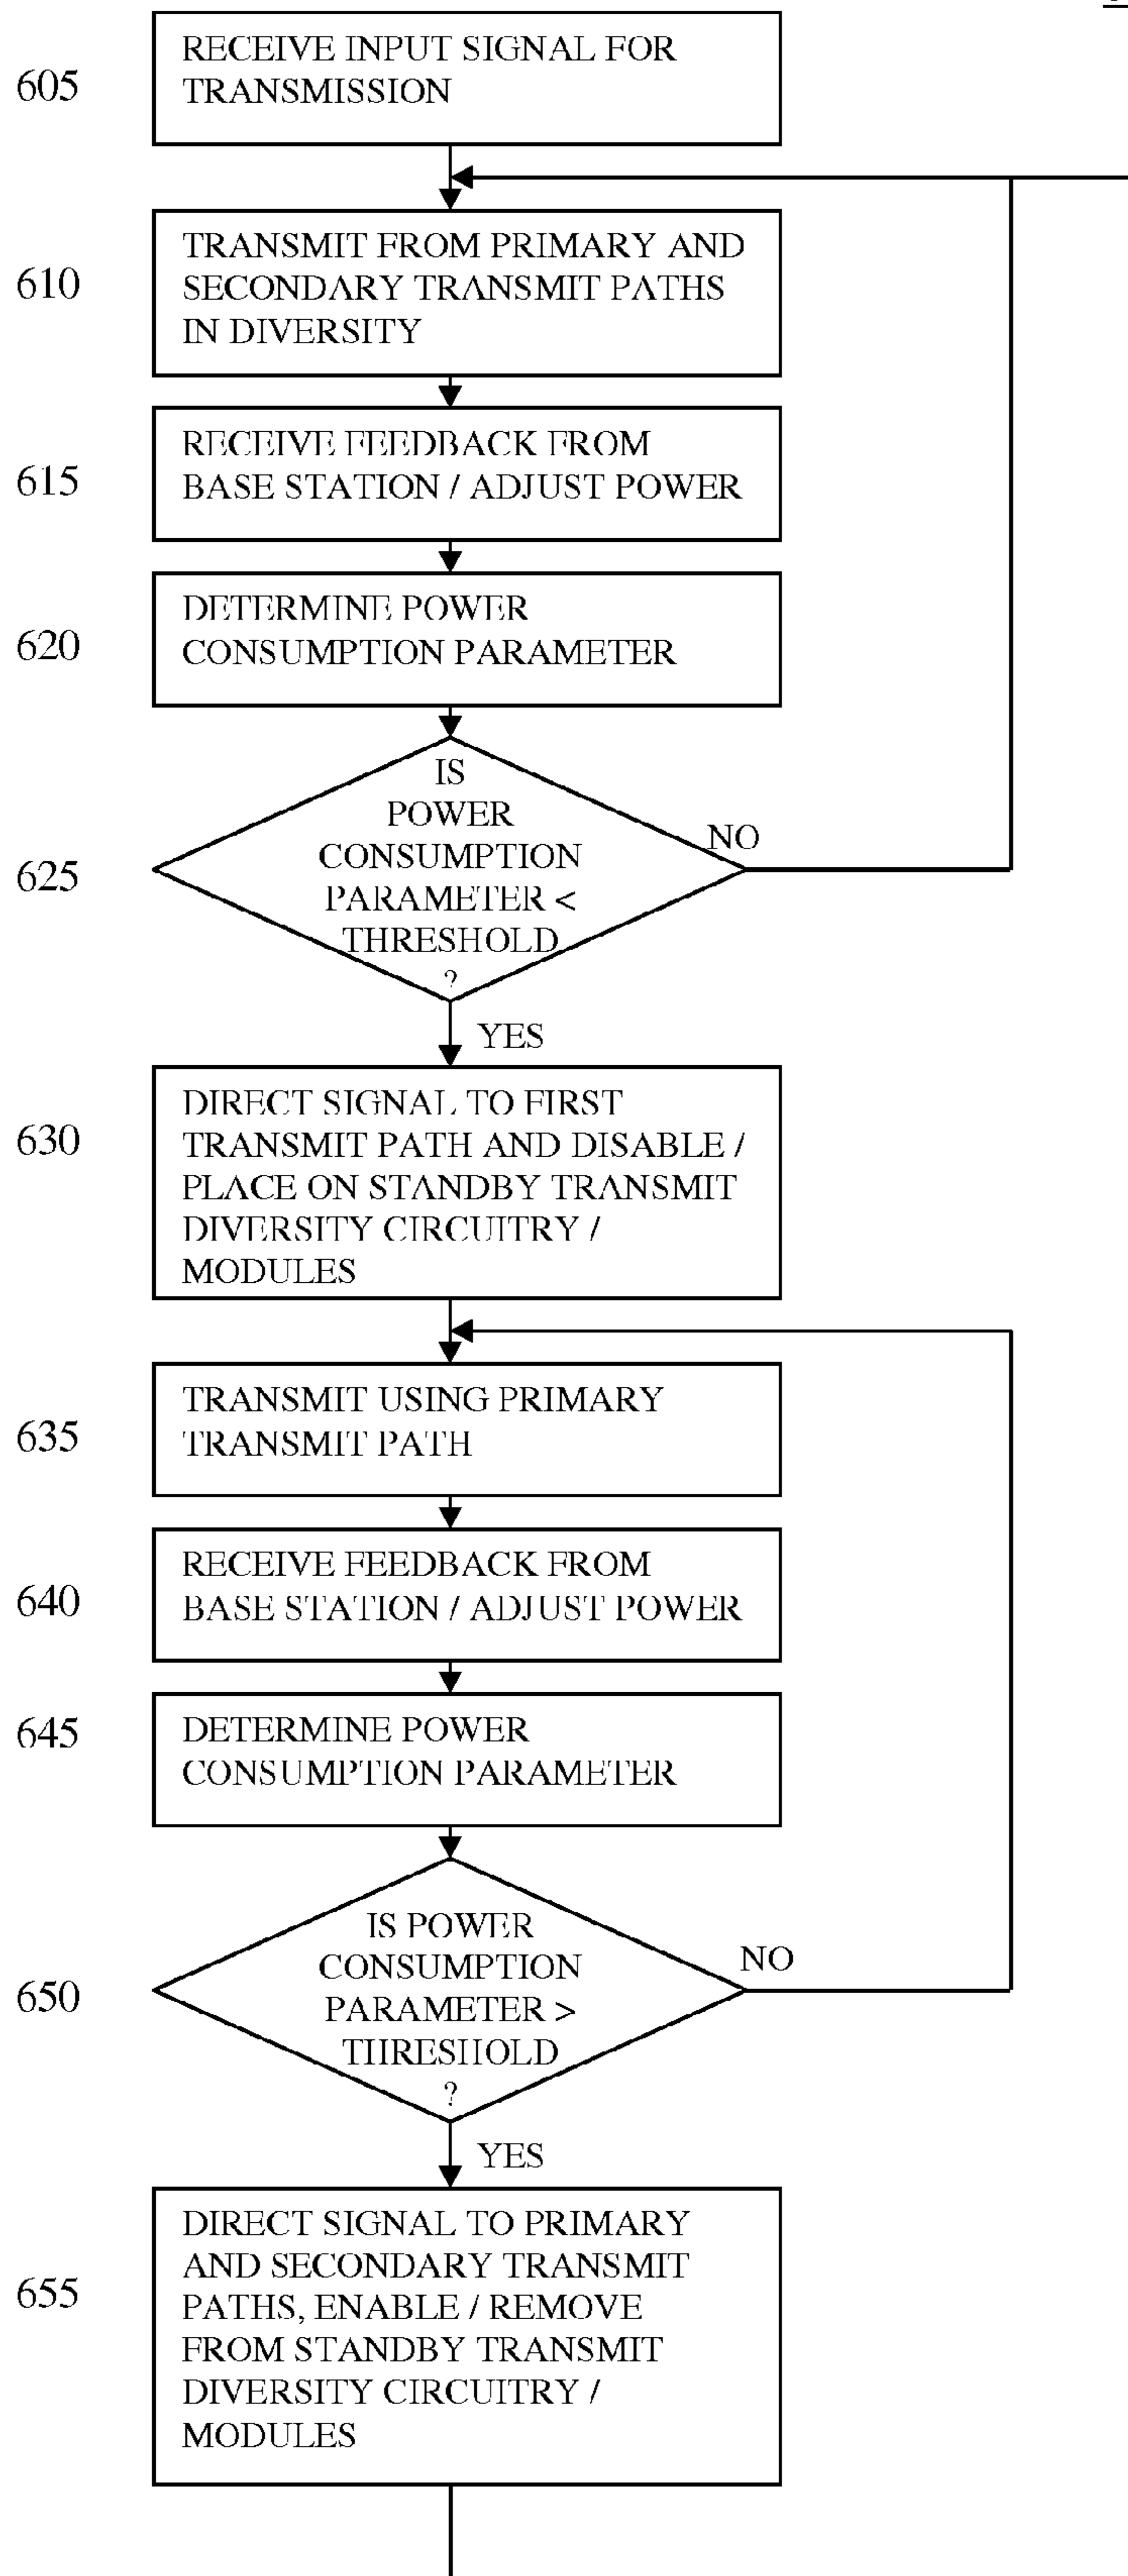 605
RECEIVE INPUT SIGNAL FOR
TRANSMISSION
610
TRANSMIT FROM PRIMARY AND
SECONDARY TRANSMIT PATHS
IN DIVERSITY
615
RECEIVE FEEDBACK FROM
BASE STATION / ADJUST POWER
620
DETERMINE POWER
CONSUMPTION PARAMETER
625
IS
POWER
CONSUMPTION
PARAMETER <
THRESHOLD
?
NO
YES
630
DIRECT SIGNAL TO FIRST
TRANSMIT PATH AND DISABLE /
PLACE ON STANDBY TRANSMIT
DIVERSITY CIRCUITRY /
MODULES
635
TRANSMIT USING PRIMARY
TRANSMIT PATH
640
RECEIVE FEEDBACK FROM
BASE STATION / ADJUST POWER
645
DETERMINE POWER
CONSUMPTION PARAMETER
650
IS POWER
CONSUMPTION
PARAMETER >
THRESHOLD
?
NO
YES
655
DIRECT SIGNAL TO PRIMARY
AND SECONDARY TRANSMIT
PATHS, ENABLE / REMOVE
FROM STANDBY TRANSMIT
DIVERSITY CIRCUITRY /
MODULES